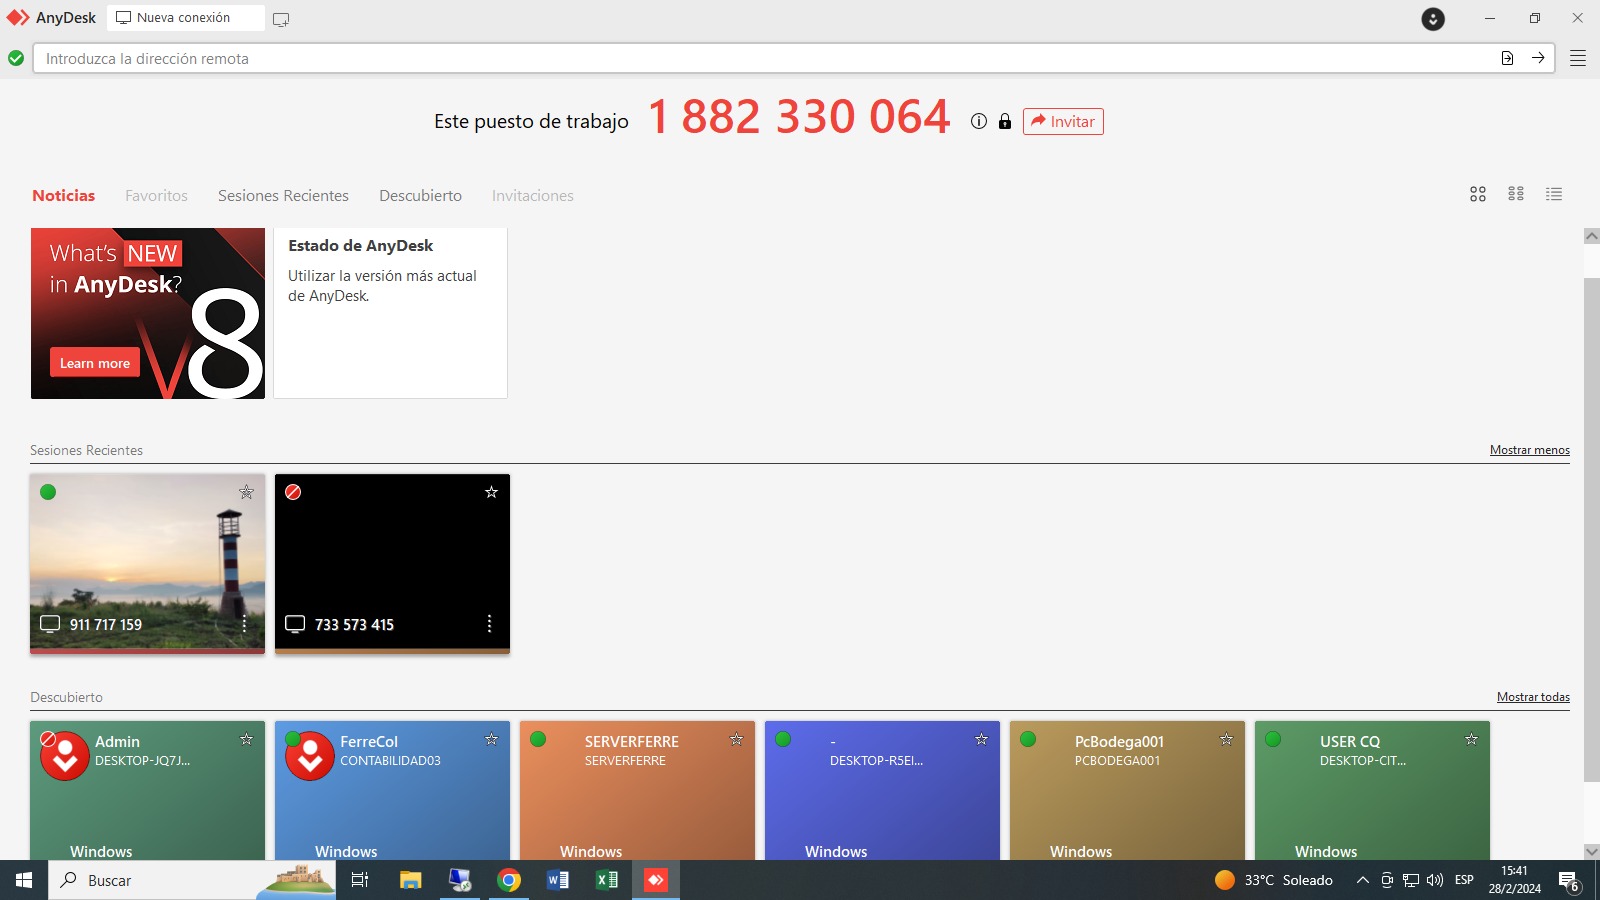 AnyDesk
Nueva conexión
Introduzca la dirección remota
Este puesto de trabajo 1 882 330 064 Invitar
Noticias Favoritos Sesiones Recientes Descubierto Invitaciones
What's NEW
in AnyDesk?
V8
Learn more
Estado de AnyDesk
Utilizar la versión más actual
de AnyDesk.
Sesiones Recientes
Mostrar menos
911 717 159
733 573 415
Descubierto
Mostrar todas
Admin
DESKTOP-JQ7J...
Windows
FerreCol
CONTABILIDAD03
Windows
SERVERFERRE
SERVERFERRE
Windows
-
DESKTOP-R5EI...
Windows
PcBodega001
PCBODEGA001
Windows
USER CQ
DESKTOP-CIT...
Windows
Buscar
33°C Soleado
ESP
15:41
28/2/2024
6